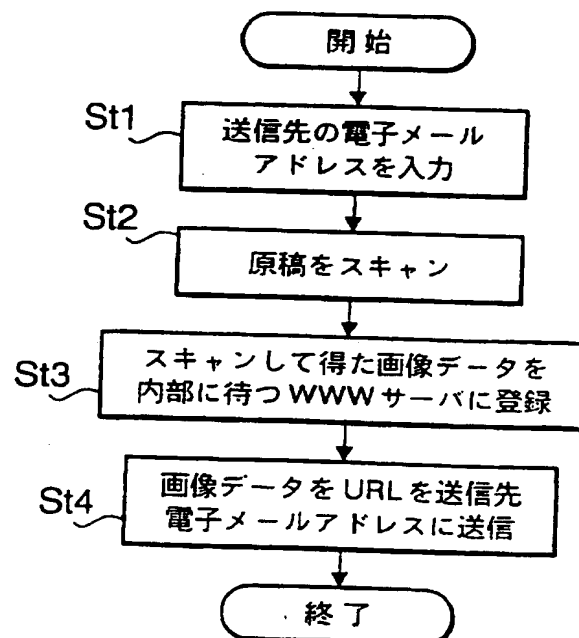 開始
St1
送信先の電子メール
アドレスを入力
St2
原稿をスキャン
St3
スキャンして得た画像データを
内部に待つWWWサーバに登録
St4
画像データをURLを送信先
電子メールアドレスに送信
終了